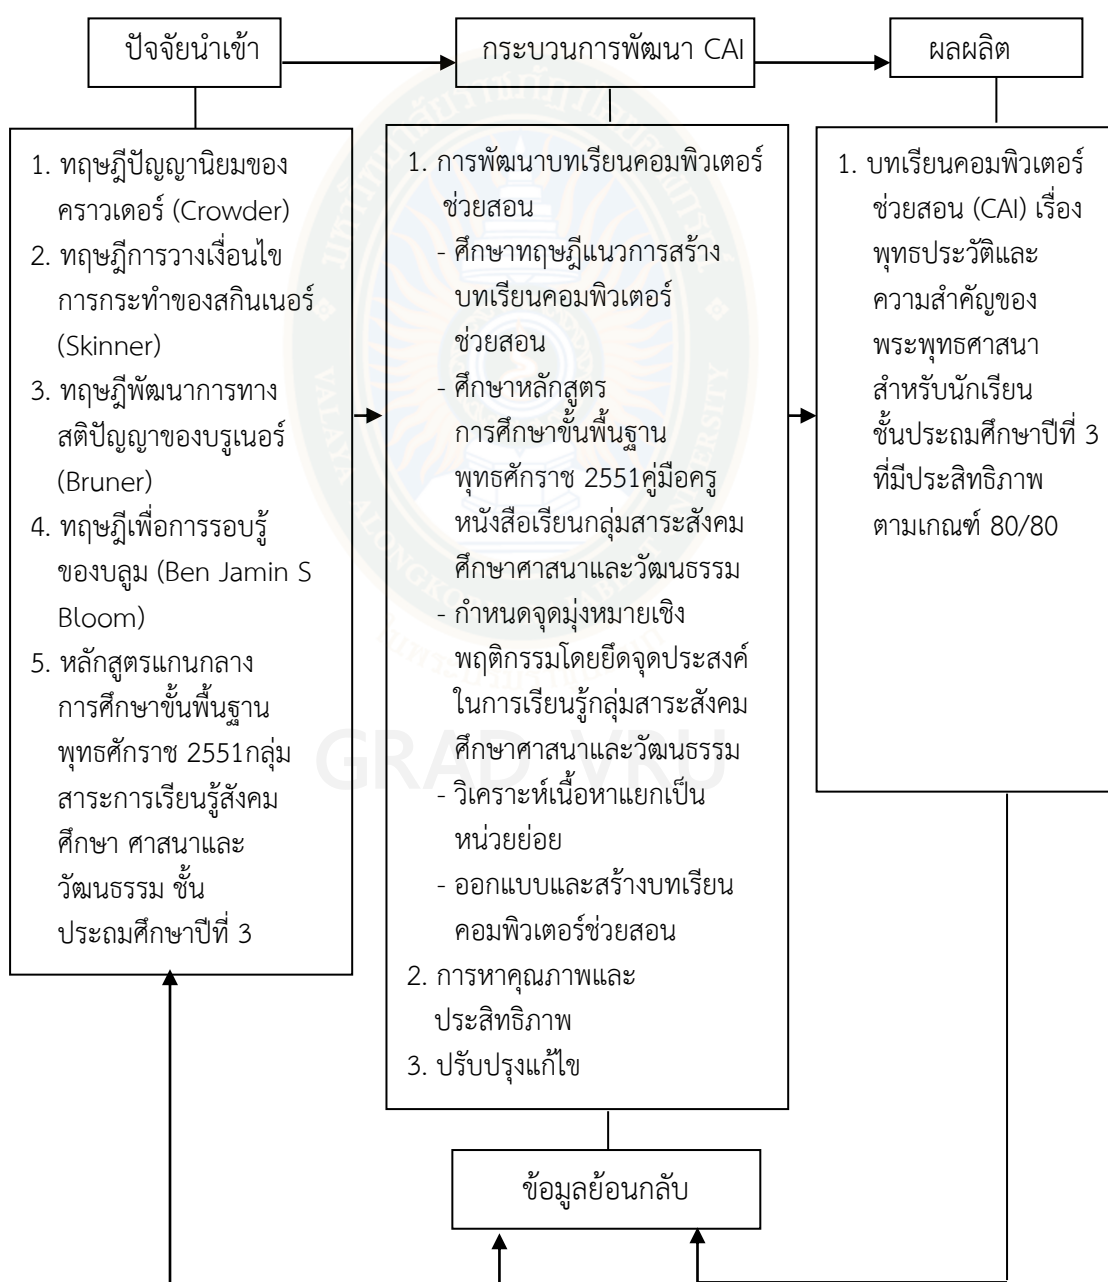 ปัจจัยนำเข้า
กระบวนการพัฒนา CAI
ผลผลิต
1. ทฤษฎีปัญญานิยมของ
คราวเดอร์ (Crowder)
2. ทฤษฎีการวางเงื่อนไข
การกระทำของสกินเนอร์
(Skinner)
3. ทฤษฎีพัฒนาการทาง
สติปัญญาของบรูเนอร์
(Bruner)
4. ทฤษฎีเพื่อการรอบรู้
ของบลูม (Ben Jamin S
Bloom)
5. หลักสูตรแกนกลาง
การศึกษาขั้นพื้นฐาน
พุทธศักราช 2551กลุ่ม
สาระการเรียนรู้สังคม
ศึกษา ศาสนาและ
วัฒนธรรม ชั้น
ประถมศึกษาปีที่ 3
1. การพัฒนาบทเรียนคอมพิวเตอร์
ช่วยสอน
- ศึกษาทฤษฎีแนวการสร้าง
บทเรียนคอมพิวเตอร์
ช่วยสอน
- ศึกษาหลักสูตร
การศึกษาขั้นพื้นฐาน
พุทธศักราช 2551คู่มือครู
หนังสือเรียนกลุ่มสาระสังคม
ศึกษาศาสนาและวัฒนธรรม
- กำหนดจุดมุ่งหมายเชิง
พฤติกรรมโดยยึดจุดประสงค์
ในการเรียนรู้กลุ่มสาระสังคม
ศึกษาศาสนาและวัฒนธรรม
- วิเคราะห์เนื้อหาแยกเป็น
หน่วยย่อย
- ออกแบบและสร้างบทเรียน
คอมพิวเตอร์ช่วยสอน
2. การหาคุณภาพและ
ประสิทธิภาพ
3. ปรับปรุงแก้ไข
1. บทเรียนคอมพิวเตอร์
ช่วยสอน (CAI) เรื่อง
พุทธประวัติและ
ความสำคัญของ
พระพุทธศาสนา
สำหรับนักเรียน
ชั้นประถมศึกษาปีที่ 3
ที่มีประสิทธิภาพ
ตามเกณฑ์ 80/80
ข้อมูลย้อนกลับ
GRAD VRU